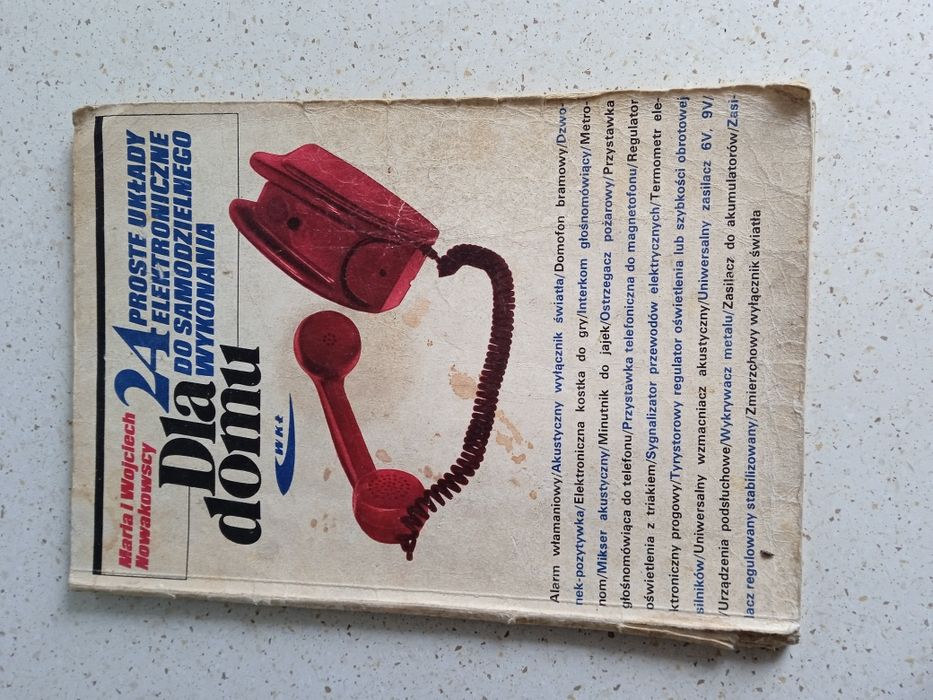 Maria i Wojciech
Nowakowscy
24 PROSTE UKŁADY
ELEKTRONICZNE
DO SAMODZIELNEGO
WYKONANIA
Dla
domu
WKŁ
Alarm włamaniowy/Akustyczny wyłącznik światła/Domofon bramowy/Dzwo-
nek-pozytywka/Elektroniczna kostka do gry/Interkom głośnomówiący/Metro-
nom/Mikser akustyczny/Minutnik do jajek/Ostrzegacz pożarowy/Przystawka
głośnomówiąca do telefonu/Przystawka telefoniczna do magnetofonu/Regulator
oświetlenia z triakiem/Sygnalizator przewodów elektrycznych/Termometr ele-
ktroniczny progowy/Tyrystorowy regulator oświetlenia lub szybkości obrotowej
silników/Uniwersalny wzmacniacz akustyczny/Uniwersalny zasilacz 6V, 9V/
/Urządzenia podsłuchowe/Wykrywacz metalu/Zasilacz do akumulatorów/Zasi-
lacz regulowany stabilizowany/Zmierzchowy wyłącznik światła